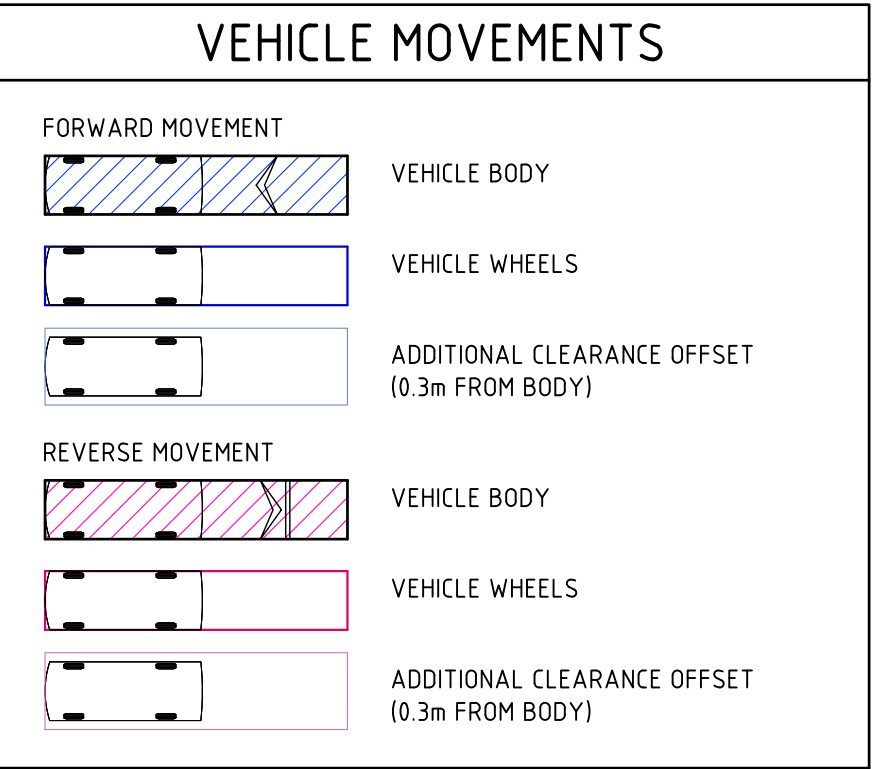 VEHICLE MOVEMENTS
FORWARD MOVEMENT
VEHICLE BODY
VEHICLE WHEELS
ADDITIONAL CLEARANCE OFFSET
(0.3m FROM BODY)
REVERSE MOVEMENT
VEHICLE BODY
VEHICLE WHEELS
ADDITIONAL CLEARANCE OFFSET
(0.3m FROM BODY)